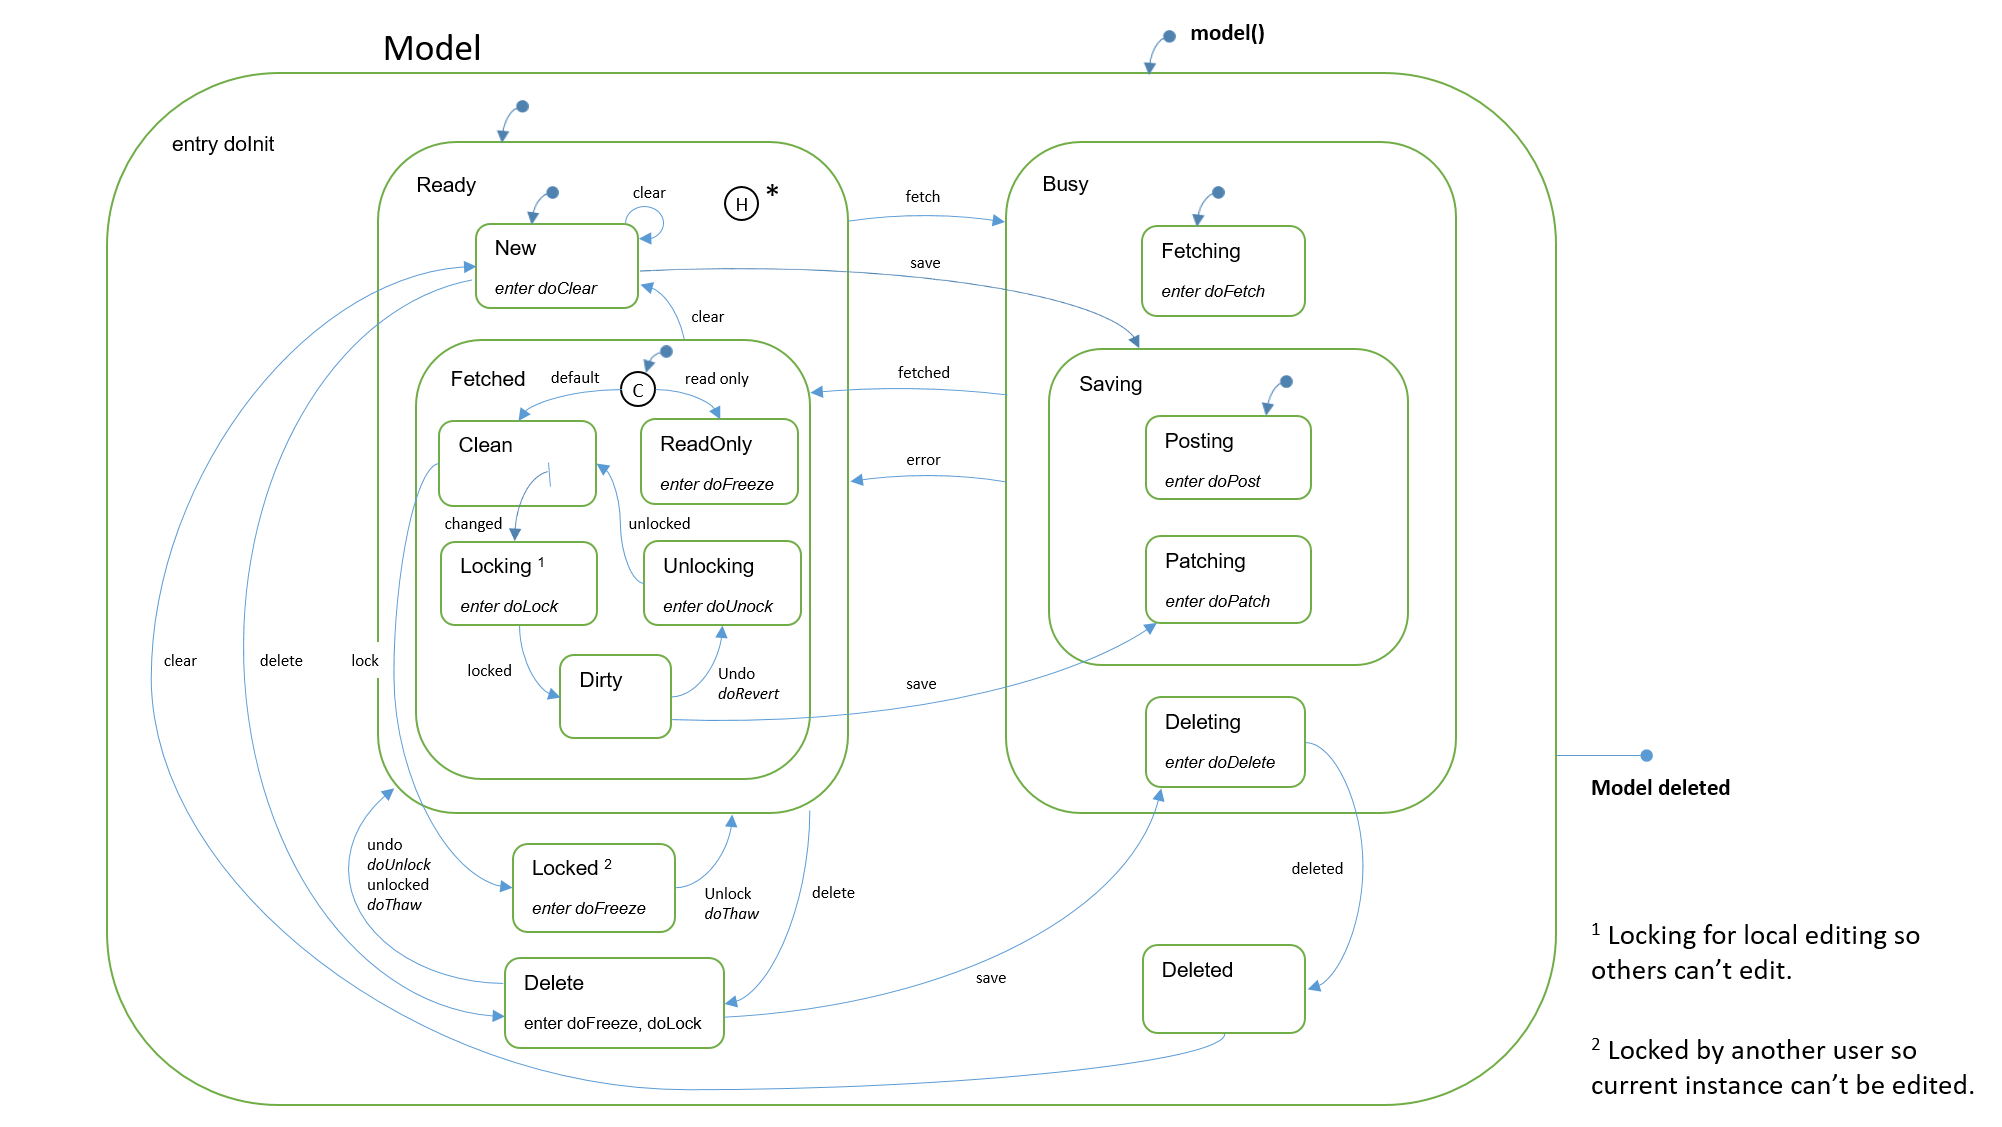 Model
model()
entry doInit
Ready
clear
H *
fetch
Busy
New
enter doClear
save
Fetching
enter doFetch
clear
Fetched
default
C
read only
fetched
Saving
Clean
ReadOnly
enter doFreeze
error
Posting
enter doPost
changed
unlocked
Locking 1
enter doLock
Unlocking
enter doUnock
Patching
enter doPatch
clear
delete
lock
locked
Dirty
Undo
doRevert
save
Deleting
enter doDelete
Model deleted
undo
doUnlock
unlocked
doThaw
Locked 2
enter doFreeze
Unlock
doThaw
delete
deleted
Delete
enter doFreeze, doLock
save
Deleted
1 Locking for local editing so
others can’t edit.
2 Locked by another user so
current instance can’t be edited.